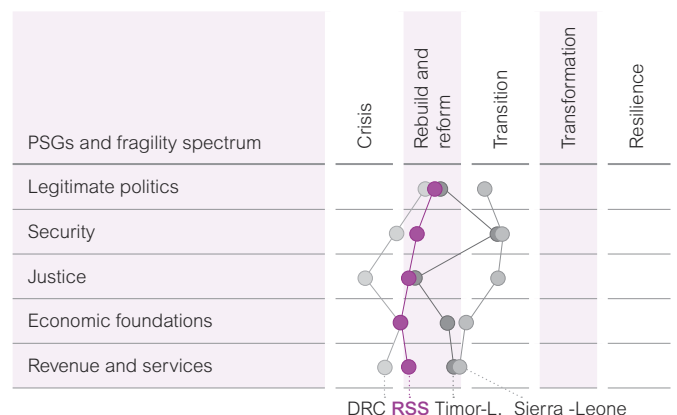 PSGs and fragility spectrum
Crisis
Rebuild and
reform
Transition
Transformation
Resilience
Legitimate politics
Security
Justice
Economic foundations
Revenue and services
DRC RSS Timor-L. Sierra -Leone